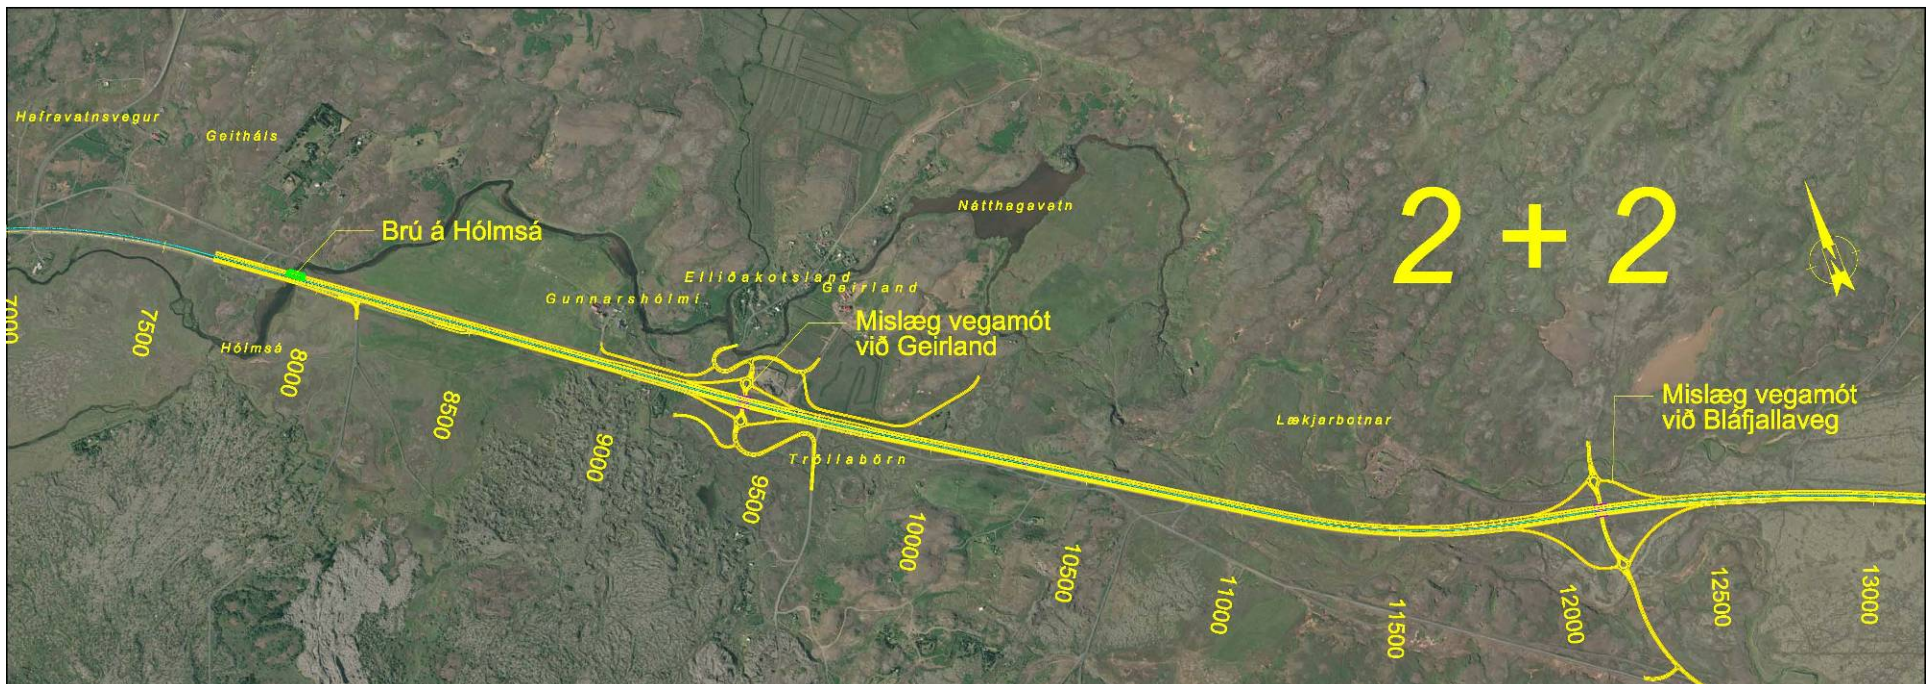 Hafravatnsvegur
Geitháls
Brú á Hólmsá
Nátthagavatn
2 + 2
Elliðakotsland
Geirland
Gunnarshólmi
Mislæg vegamót
við Geirland
Hólmsá
Mislæg vegamót
við Bláfjallaveg
Lækjarbotnar
Tröllabörn
7000
7500
8000
8500
9000
9500
10000
10500
11000
11500
12000
12500
13000